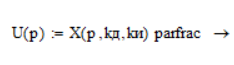 U(p) := X(p ,kд,kи) parfrac →